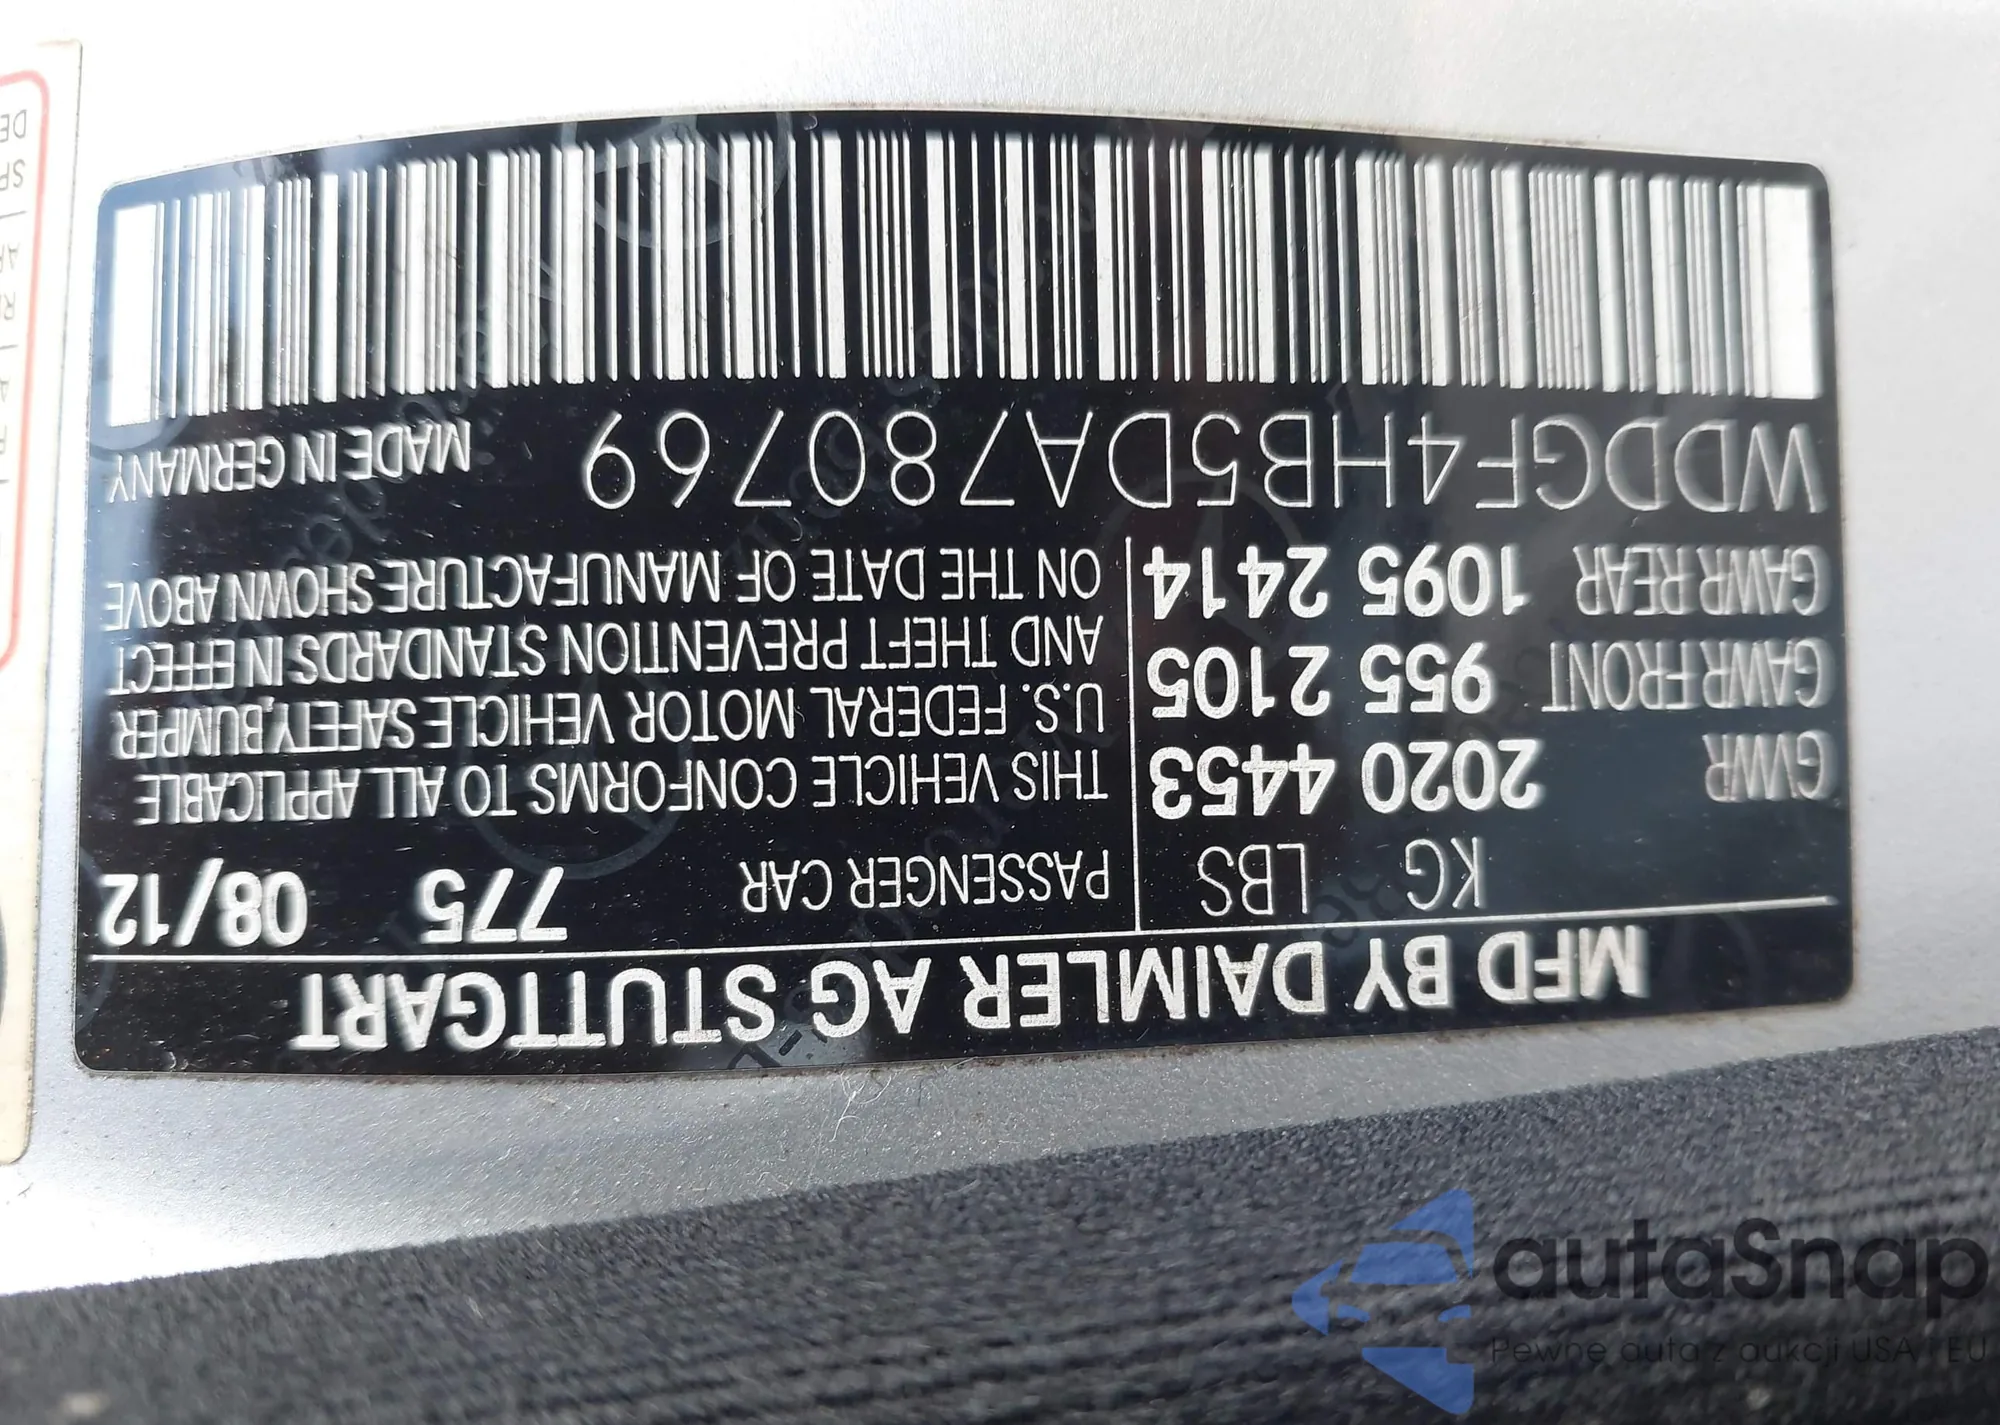 MFD BY DAIMLER AG STUTTGART
KG LBS
GVWR 2020 4453
GAWR FRONT 955 2105
GAWR REAR 1095 2414
PASSENGER CAR 775 08/12
THIS VEHICLE CONFORMS TO ALL APPLICABLE
U.S. FEDERAL MOTOR VEHICLE SAFETY,BUMPER
AND THEFT PREVENTION STANDARDS IN EFFECT
ON THE DATE OF MANUFACTURE SHOWN ABOVE
WDDGF4HB5DA780769 MADE IN GERMANY
autaSnap
Pewne auta z aukcji USA i EU